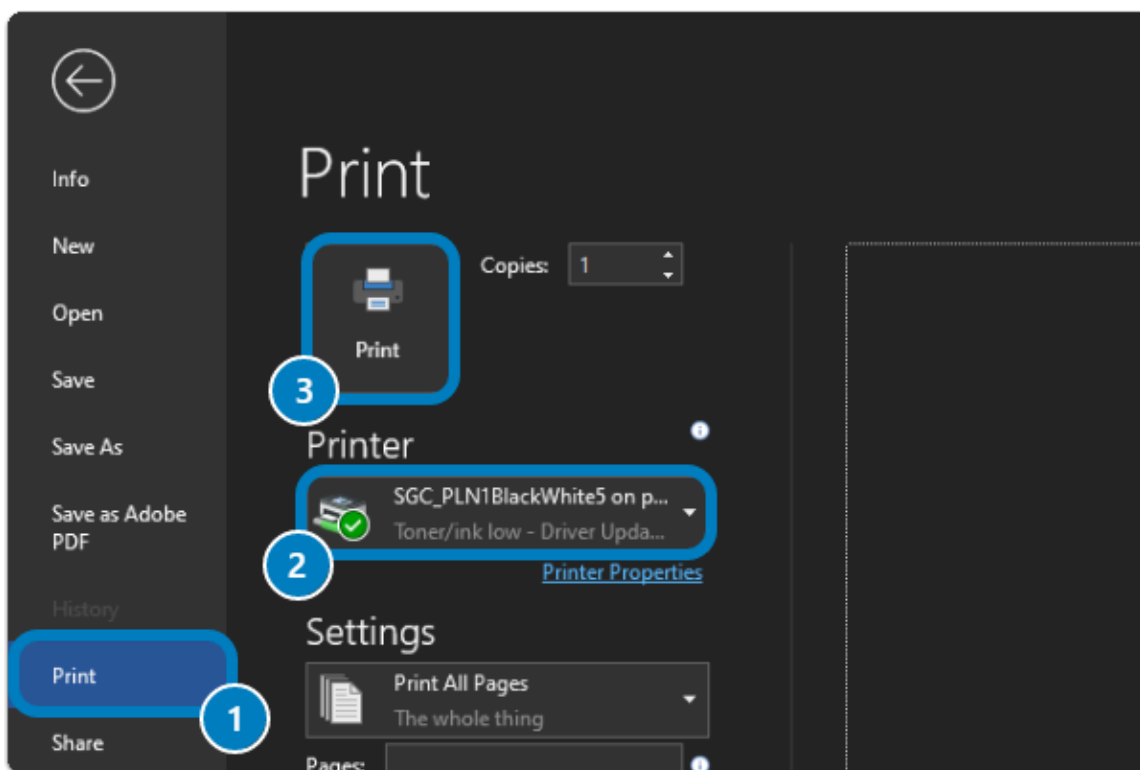 Info
New
Open
Save
Save As
Save as Adobe
PDF
History
Print
1
Share
Print
Print
3
Copies: 1
Printer
SGC_PLN1BlackWhite5 on p...
Toner/ink low - Driver Upda...
2
Printer Properties
Settings
Print All Pages
The whole thing
Pages: